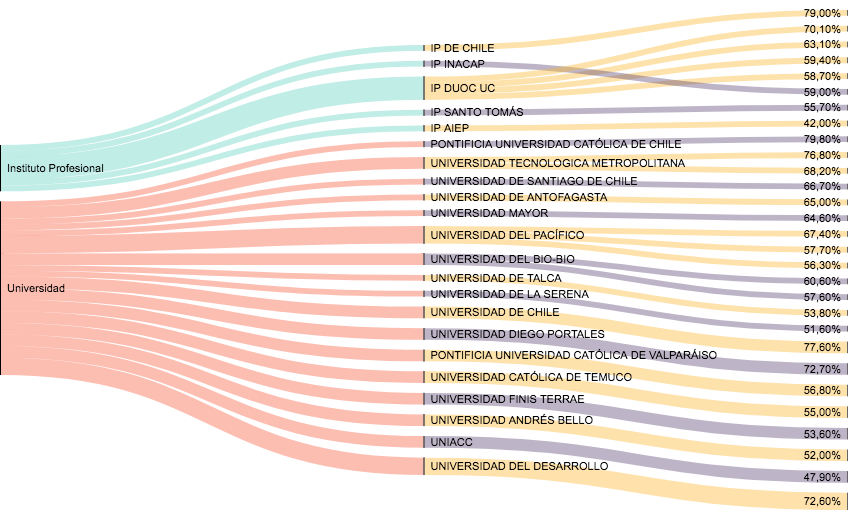 Instituto Profesional
Universidad
IP DE CHILE
IP INACAP
IP DUOC UC
IP SANTO TOMÁS
IP AIEP
PONTIFICIA UNIVERSIDAD CATÓLICA DE CHILE
UNIVERSIDAD TECNOLOGICA METROPOLITANA
UNIVERSIDAD DE SANTIAGO DE CHILE
UNIVERSIDAD DE ANTOFAGASTA
UNIVERSIDAD MAYOR
UNIVERSIDAD DEL PACÍFICO
UNIVERSIDAD DEL BIO-BIO
UNIVERSIDAD DE TALCA
UNIVERSIDAD DE LA SERENA
UNIVERSIDAD DE CHILE
UNIVERSIDAD DIEGO PORTALES
PONTIFICIA UNIVERSIDAD CATÓLICA DE VALPARAÍSO
UNIVERSIDAD CATÓLICA DE TEMUCO
UNIVERSIDAD FINIS TERRAE
UNIVERSIDAD ANDRÉS BELLO
UNIACC
UNIVERSIDAD DEL DESARROLLO
79,00%
70,10%
63,10%
59,40%
58,70%
59,00%
55,70%
42,00%
79,80%
76,80%
68,20%
66,70%
65,00%
64,60%
67,40%
57,70%
56,30%
60,60%
57,60%
53,80%
51,60%
77,60%
72,70%
56,80%
55,00%
53,60%
52,00%
47,90%
72,60%